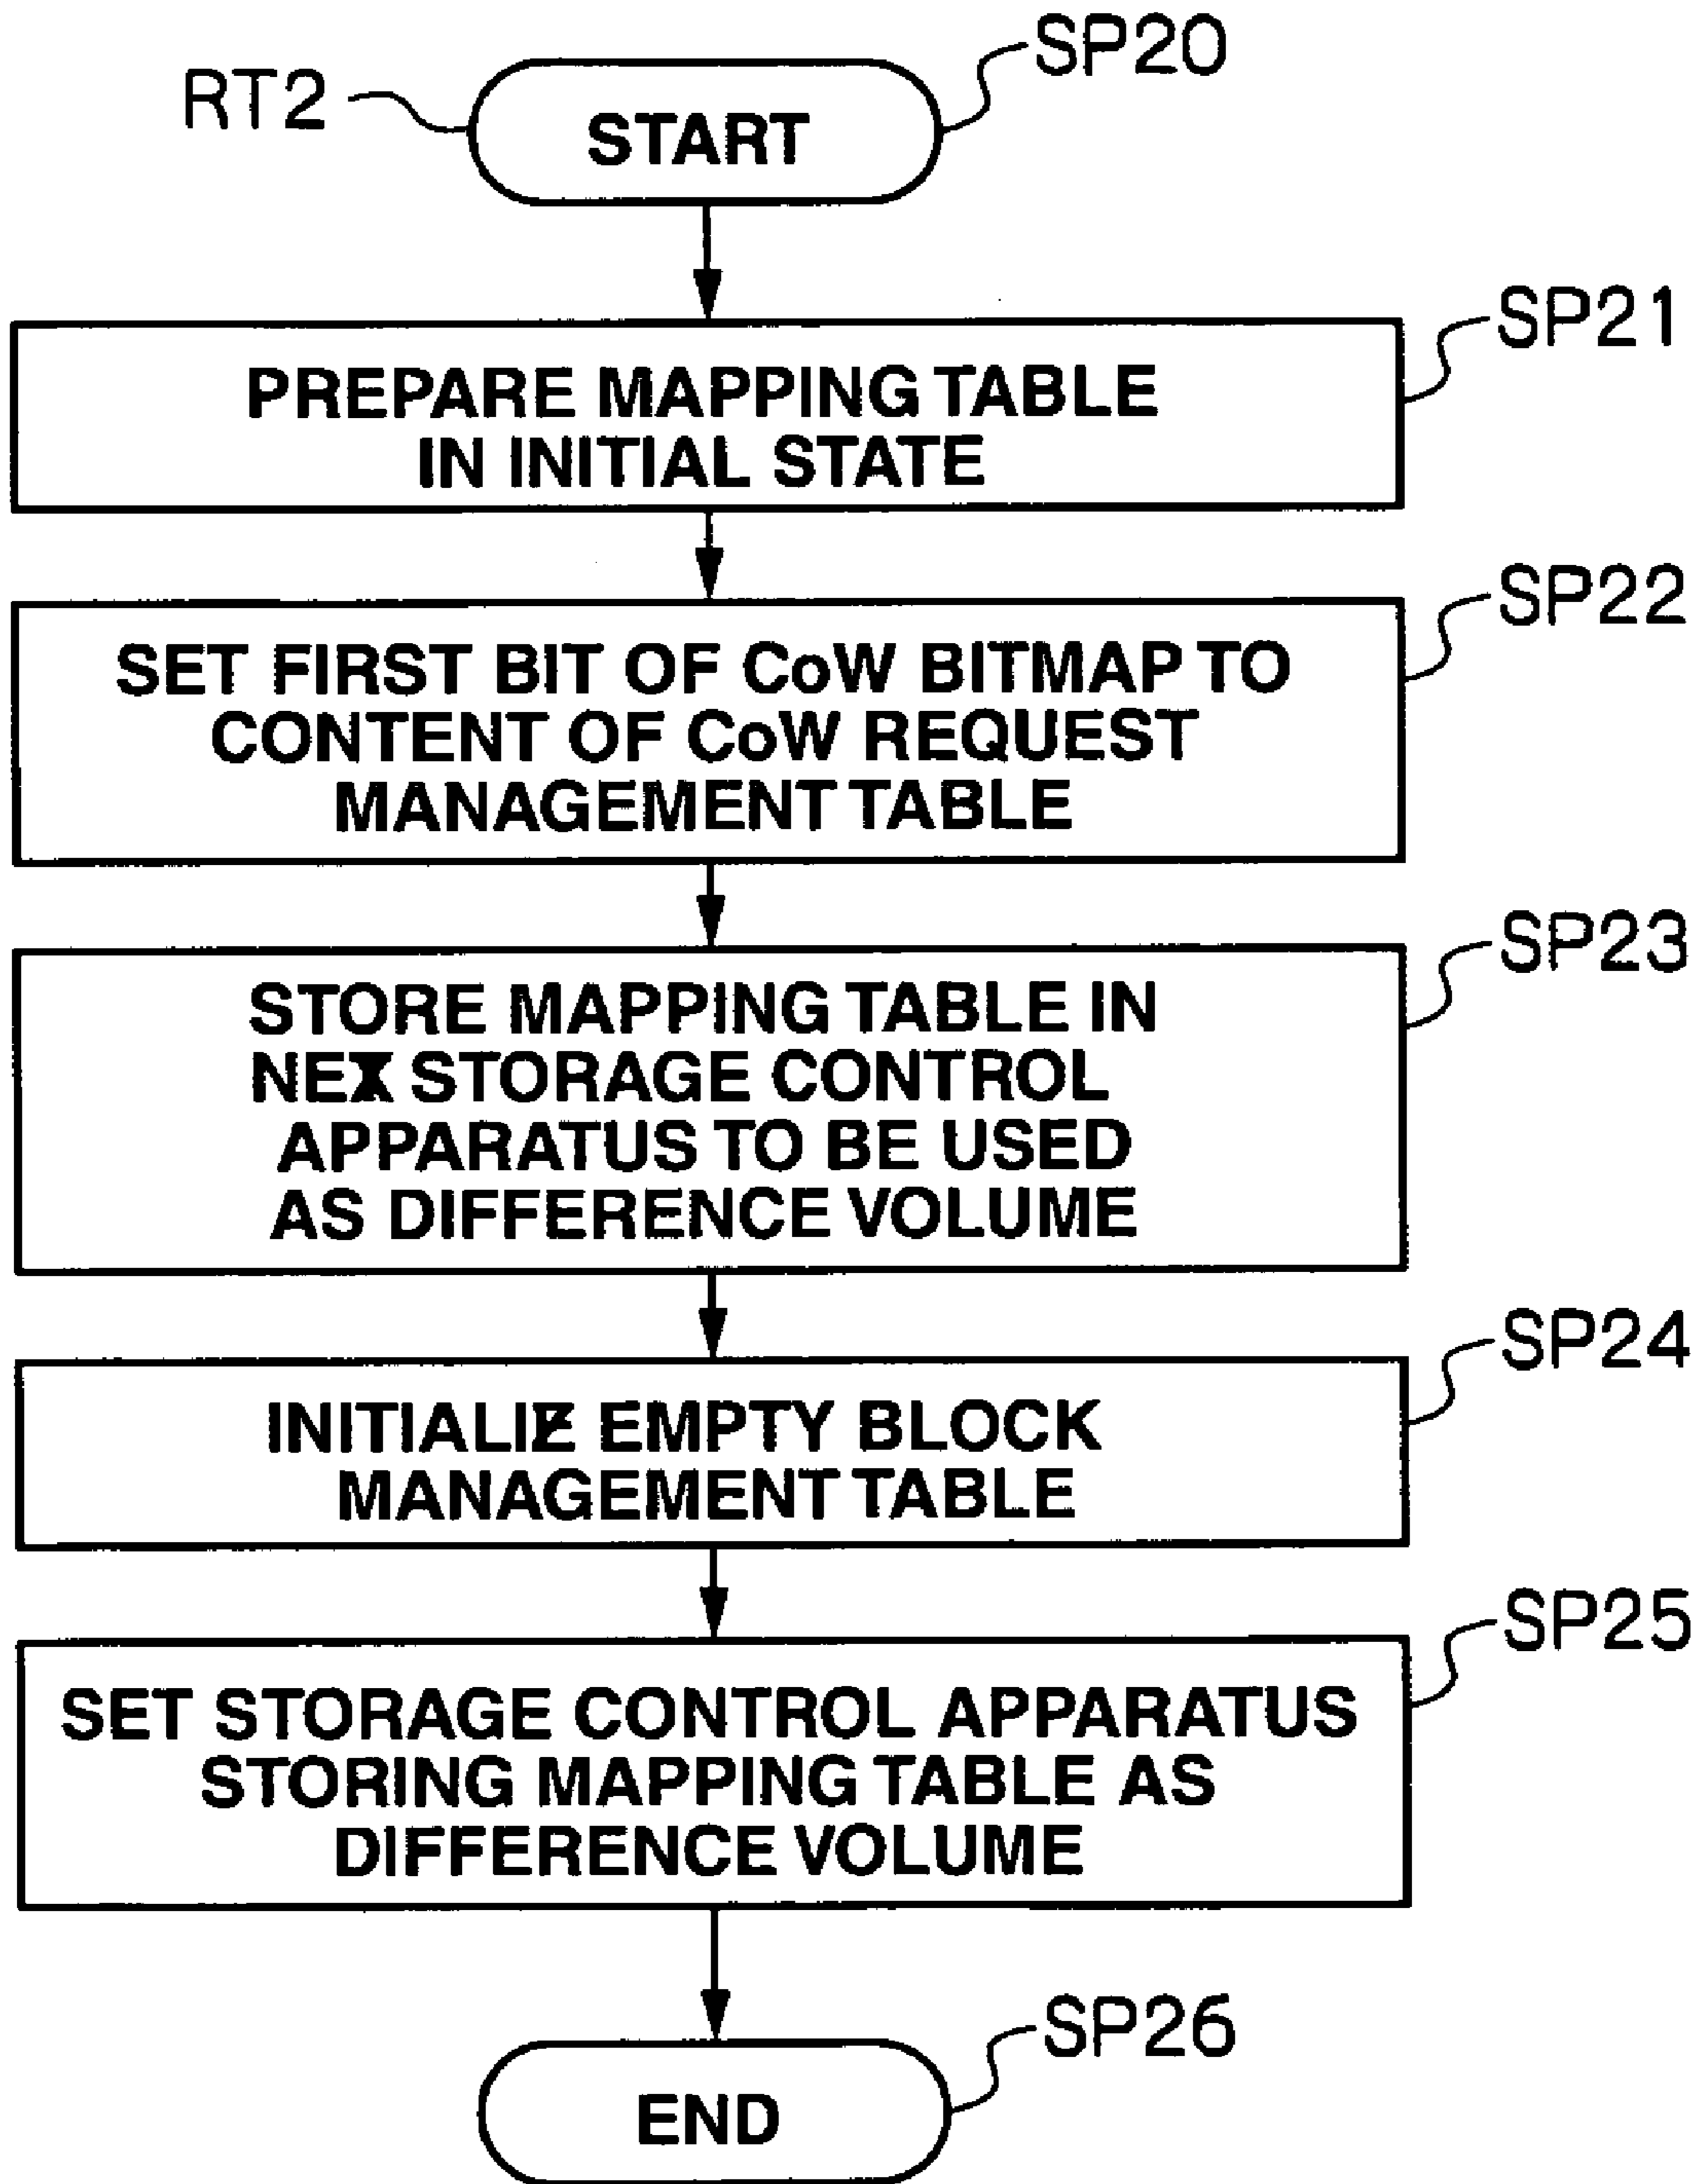 RT2
SP20
START
SP21
PREPARE MAPPING TABLE
IN INITIAL STATE
SP22
SET FIRST BIT OF CoW BITMAP TO
CONTENT OF CoW REQUEST
MANAGEMENT TABLE
SP23
STORE MAPPING TABLE IN
NEX STORAGE CONTROL
APPARATUS TO BE USED
AS DIFFERENCE VOLUME
SP24
INITIALIZE EMPTY BLOCK
MANAGEMENT TABLE
SP25
SET STORAGE CONTROL APPARATUS
STORING MAPPING TABLE AS
DIFFERENCE VOLUME
SP26
END